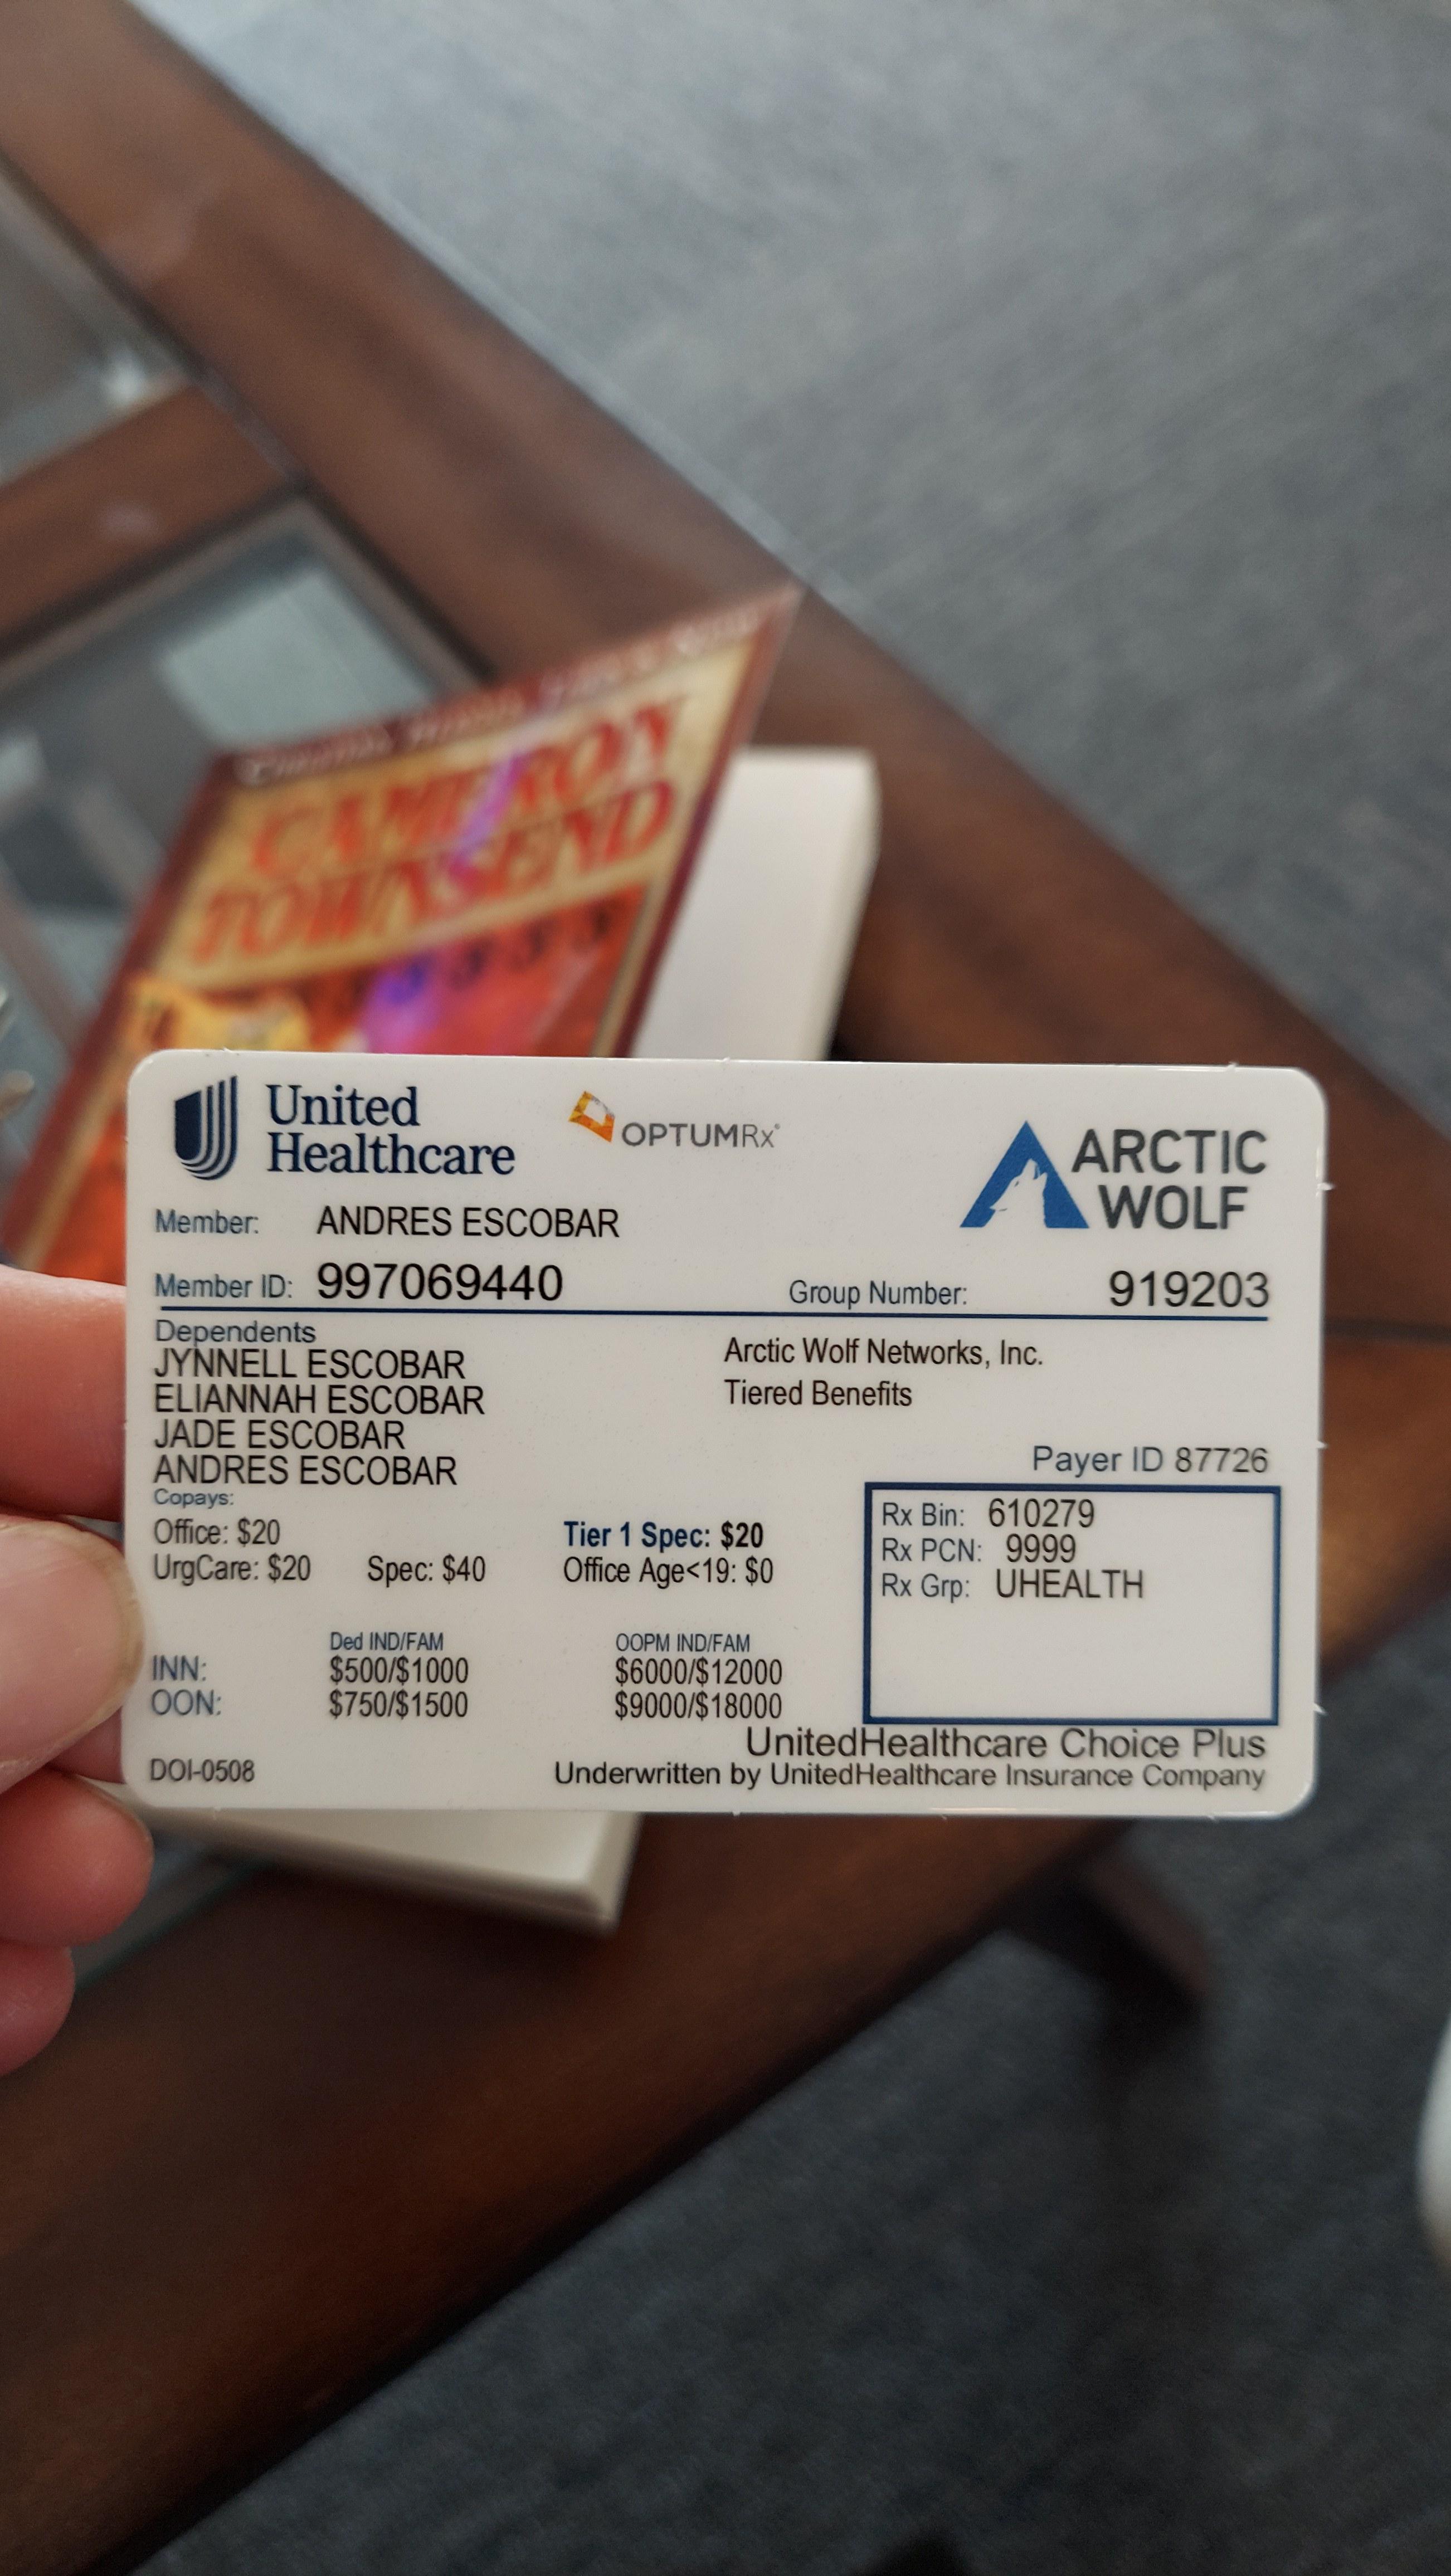 CAMERON
TOWNSEND
United
Healthcare
OPTUMRx®
ARCTIC
WOLF
Member: ANDRES ESCOBAR
Member ID: 997069440 Group Number: 919203
Dependents
JYNNELL ESCOBAR
ELIANNAH ESCOBAR
JADE ESCOBAR
ANDRES ESCOBAR
Arctic Wolf Networks, Inc.
Tiered Benefits
Payer ID 87726
Copays:
Office: $20 Tier 1 Spec: $20
UrgCare: $20 Spec: $40 Office Age<19: $0
Rx Bin: 610279
Rx PCN: 9999
Rx Grp: UHEALTH
Ded IND/FAM OOPM IND/FAM
INN: $500/$1000 $6000/$12000
OON: $750/$1500 $9000/$18000
UnitedHealthcare Choice Plus
DOI-0508 Underwritten by UnitedHealthcare Insurance Company